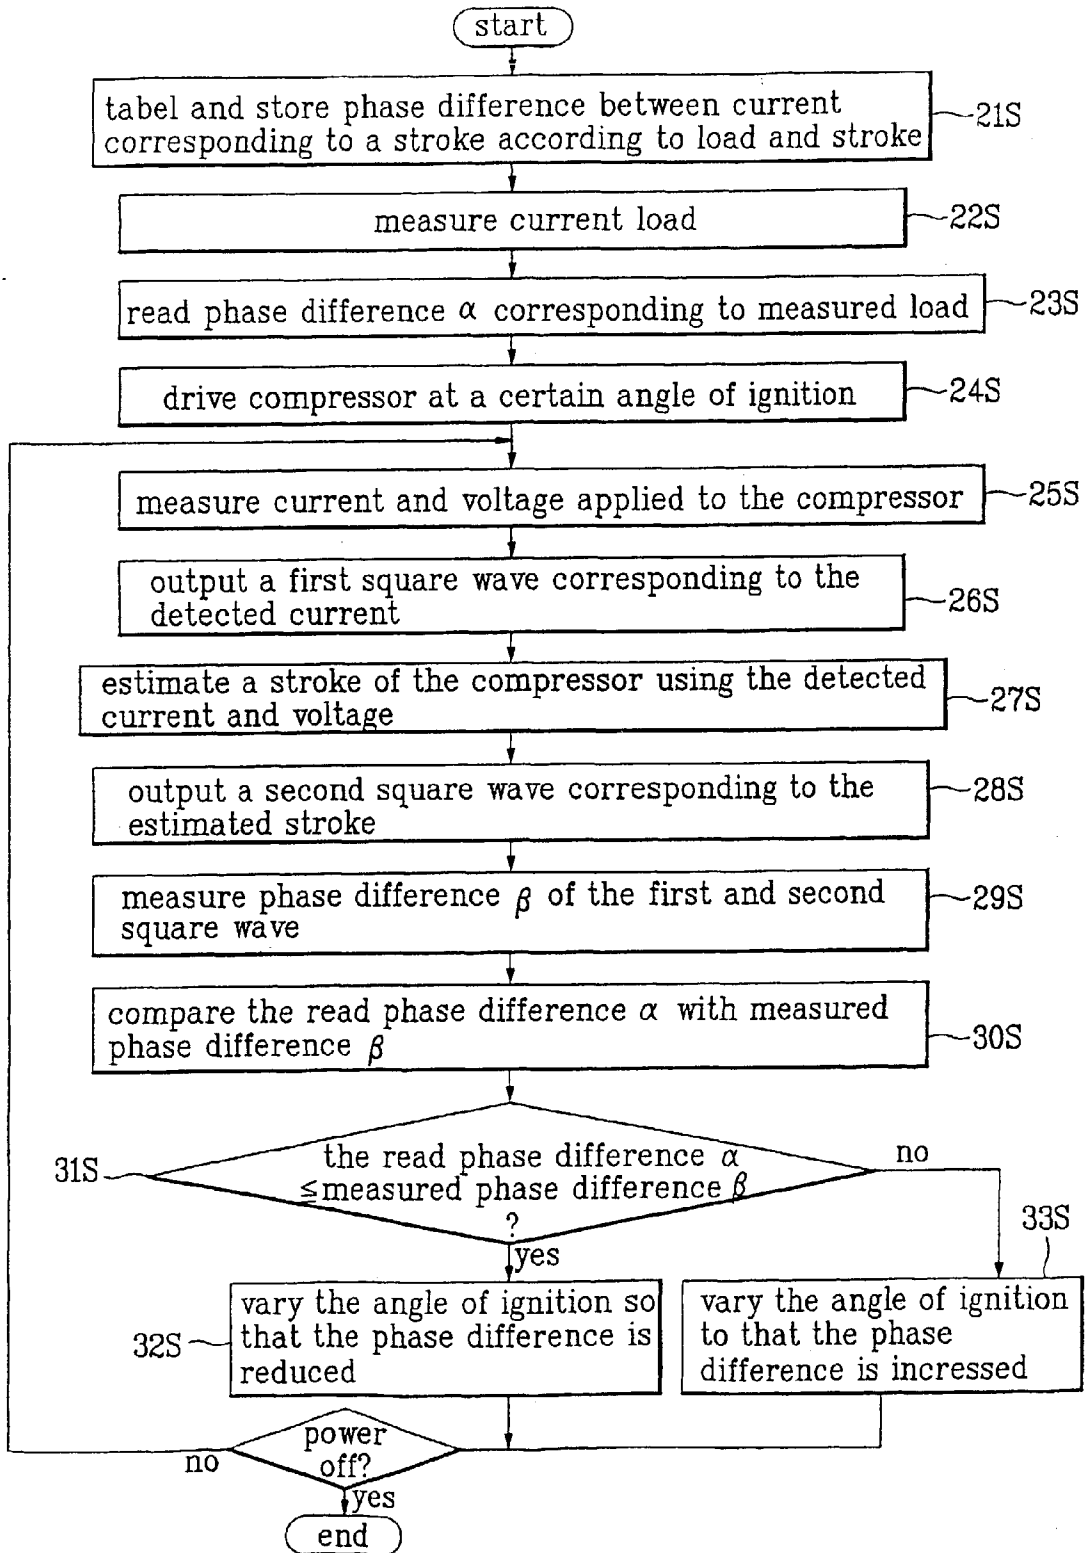 start
tabel and store phase difference between current
corresponding to a stroke according to load and stroke
21S
measure current load
22S
read phase difference α corresponding to measured load
23S
drive compressor at a certain angle of ignition
24S
measure current and voltage applied to the compressor
25S
output a first square wave corresponding to the
detected current
26S
estimate a stroke of the compressor using the detected
current and voltage
27S
output a second square wave corresponding to the
estimated stroke
28S
measure phase difference β of the first and second
square wave
29S
compare the read phase difference α with measured
phase difference β
30S
31S
the read phase difference α
≤measured phase difference β
?
no
yes
33S
32S
vary the angle of ignition so
that the phase difference is
reduced
vary the angle of ignition
to that the phase
difference is incressed
power
off?
no
yes
end